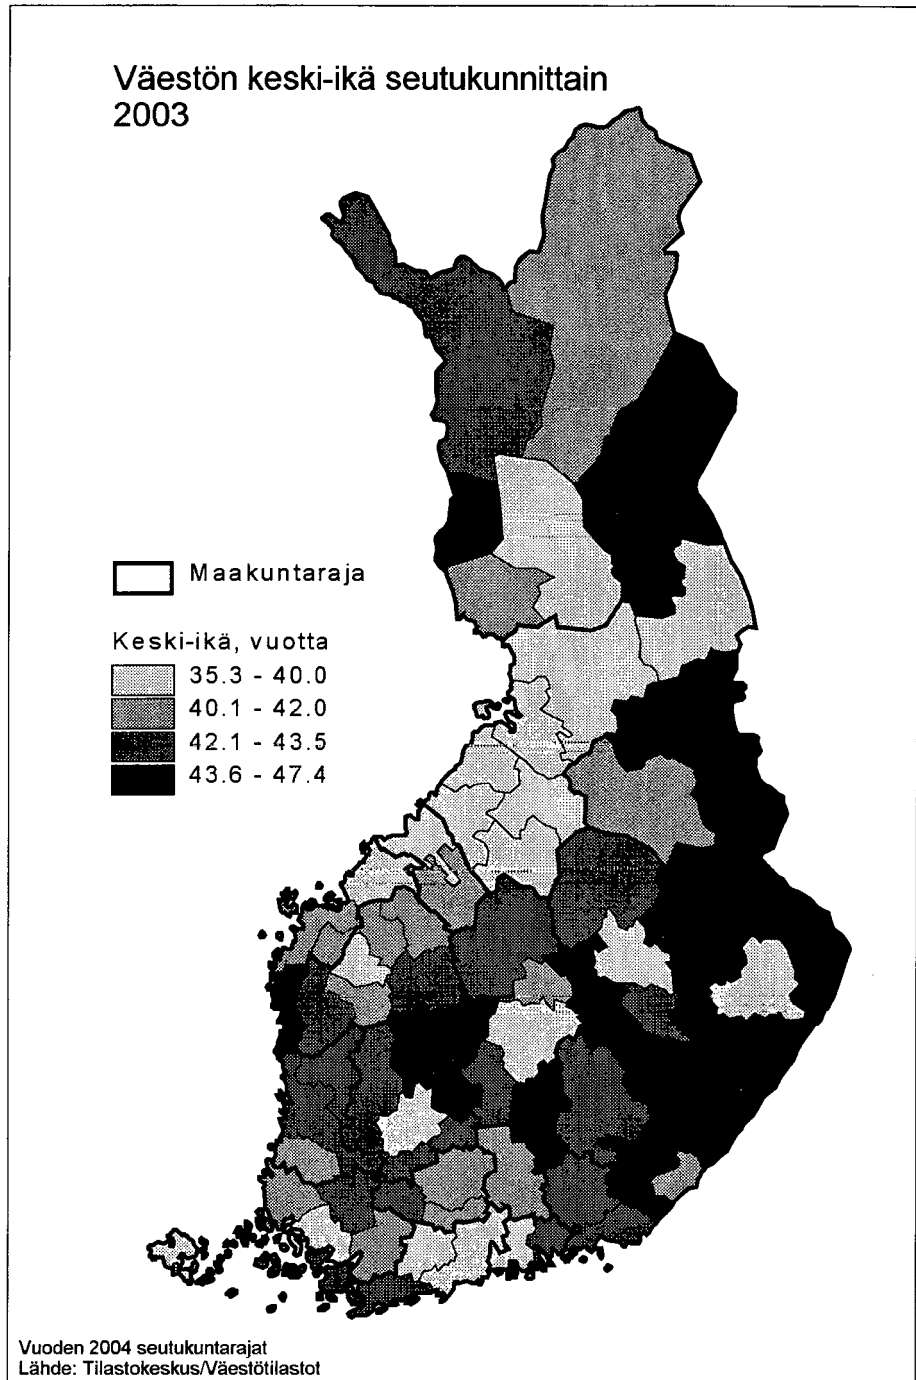 Väestön keski-ikä seutukunnittain
2003
Maakuntaraja
Keski-ikä, vuotta
35.3 - 40.0
40.1 - 42.0
42.1 - 43.5
43.6 - 47.4
Vuoden 2004 seutukuntarajat
Lähde: Tilastokeskus/Väestötilastot